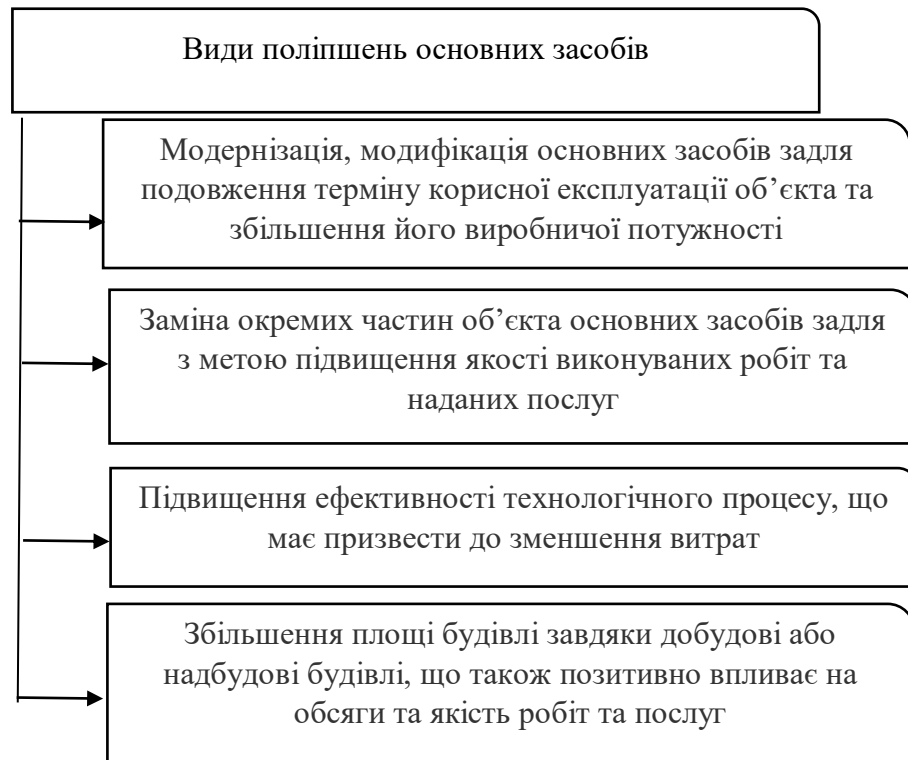 Види поліпшень основних засобів
Модернізація, модифікація основних засобів задля
подовження терміну корисної експлуатації об’єкта та
збільшення його виробничої потужності
Заміна окремих частин об’єкта основних засобів задля
з метою підвищення якості виконуваних робіт та
наданих послуг
Підвищення ефективності технологічного процесу, що
має призвести до зменшення витрат
Збільшення площі будівлі завдяки добудові або
надбудові будівлі, що також позитивно впливає на
обсяги та якість робіт та послуг